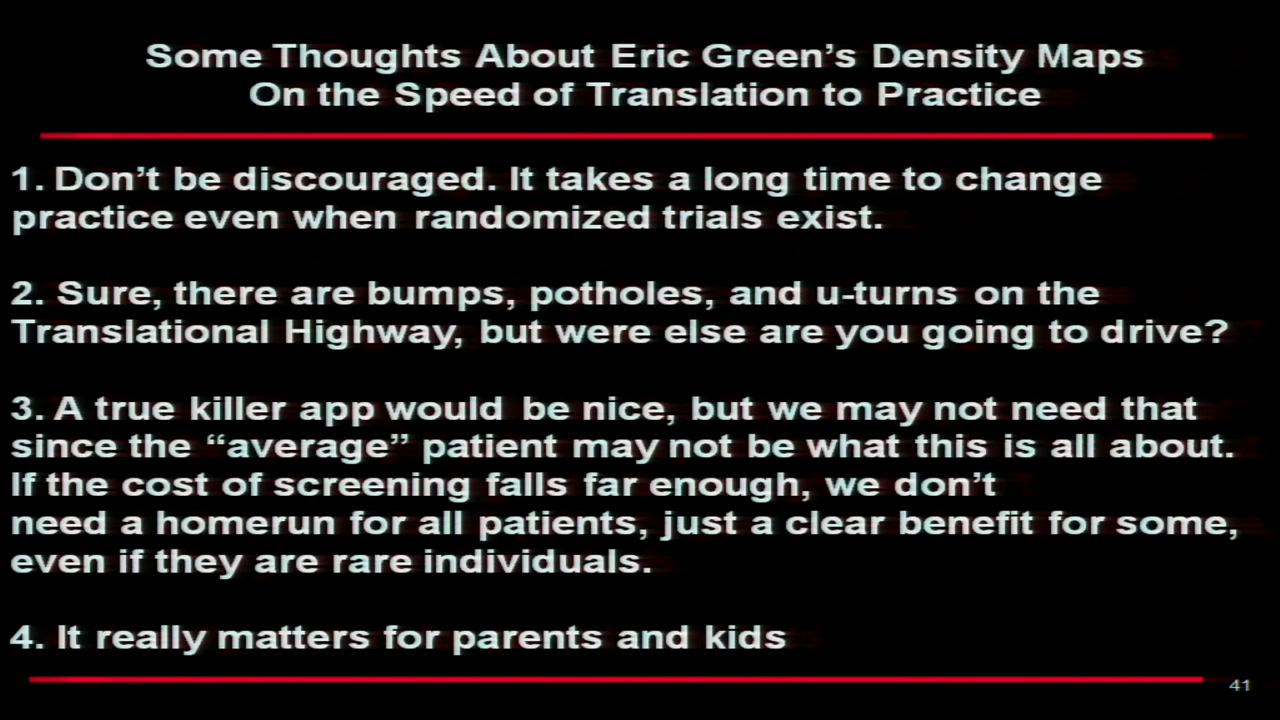 Some Thoughts About Eric Green’s Density Maps
On the Speed of Translation to Practice
1. Don’t be discouraged. It takes a long time to change
practice even when randomized trials exist.
2. Sure, there are bumps, potholes, and u-turns on the
Translational Highway, but were else are you going to drive?
3. A true killer app would be nice, but we may not need that
since the “average” patient may not be what this is all about.
If the cost of screening falls far enough, we don’t
need a homerun for all patients, just a clear benefit for some,
even if they are rare individuals.
4. It really matters for parents and kids
41